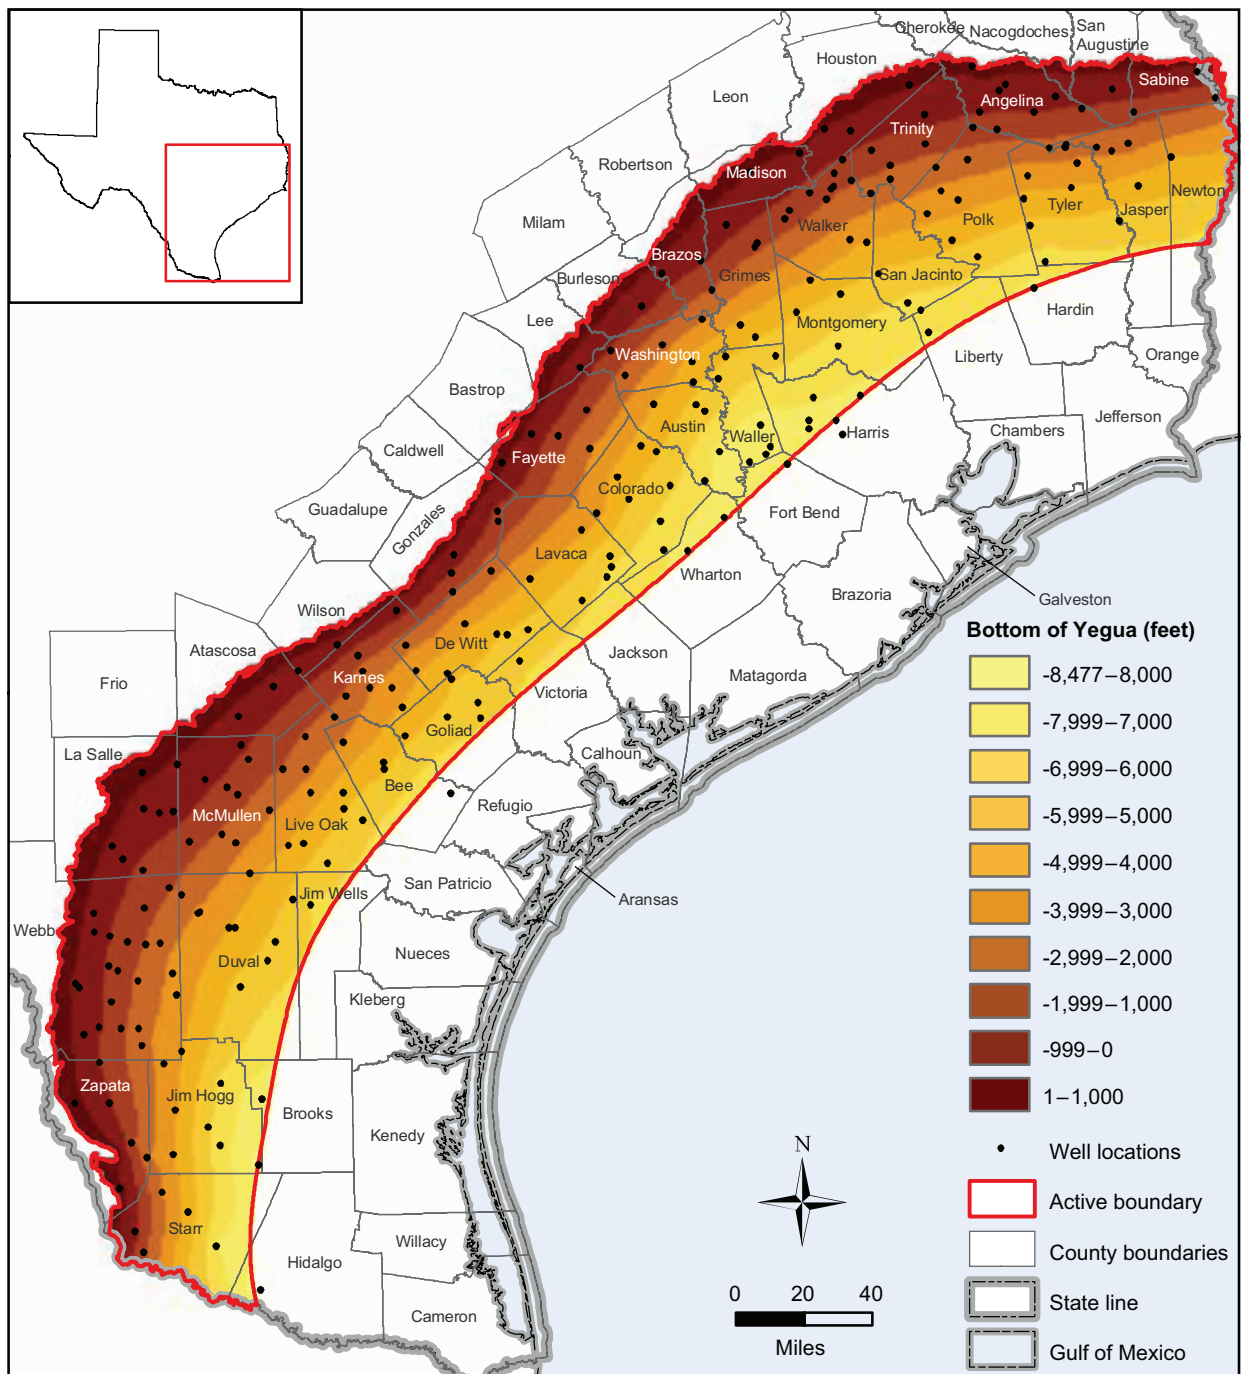 Cherokee
Nacogdoches
San
Augustine
Houston
Sabine
Leon
Angelina
Trinity
Robertson
Madison
Newton
Tyler
Jasper
Milam
Walker
Polk
Brazos
Burleson
Grimes
San Jacinto
Hardin
Lee
Montgomery
Washington
Liberty
Orange
Bastrop
Jefferson
Austin
Waller
Harris
Chambers
Caldwell
Fayette
Colorado
Guadalupe
Gonzales
Fort Bend
Lavaca
Wharton
Brazoria
Galveston
Wilson
De Witt
Atascosa
Jackson
Matagorda
Frio
Karnes
Victoria
Goliad
La Salle
Calhoun
Bee
Refugio
McMullen
Live Oak
San Patricio
Jim Wells
Aransas
Webb
Nueces
Duval
Kleberg
Zapata
Jim Hogg
Brooks
Kenedy
Starr
Willacy
Hidalgo
Cameron
Bottom of Yegua (feet)
-8,477–8,000
-7,999–7,000
-6,999–6,000
-5,999–5,000
-4,999–4,000
-3,999–3,000
-2,999–2,000
-1,999–1,000
-999–0
1–1,000
Well locations
Active boundary
County boundaries
State line
Gulf of Mexico
N
0 20 40
Miles